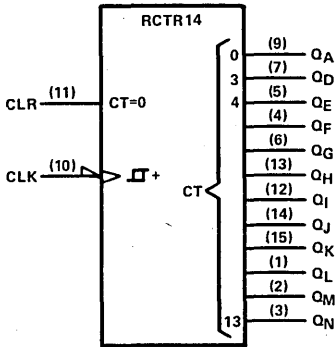 RCTR14
0 (9) QA
3 (7) QD
CLR (11) CT=0 4 (5) QE
(4) QF
(6) QG
CLK (10) + CT (13) QH
(12) QI
(14) QJ
(15) QK
(1) QL
(2) QM
13 (3) QN